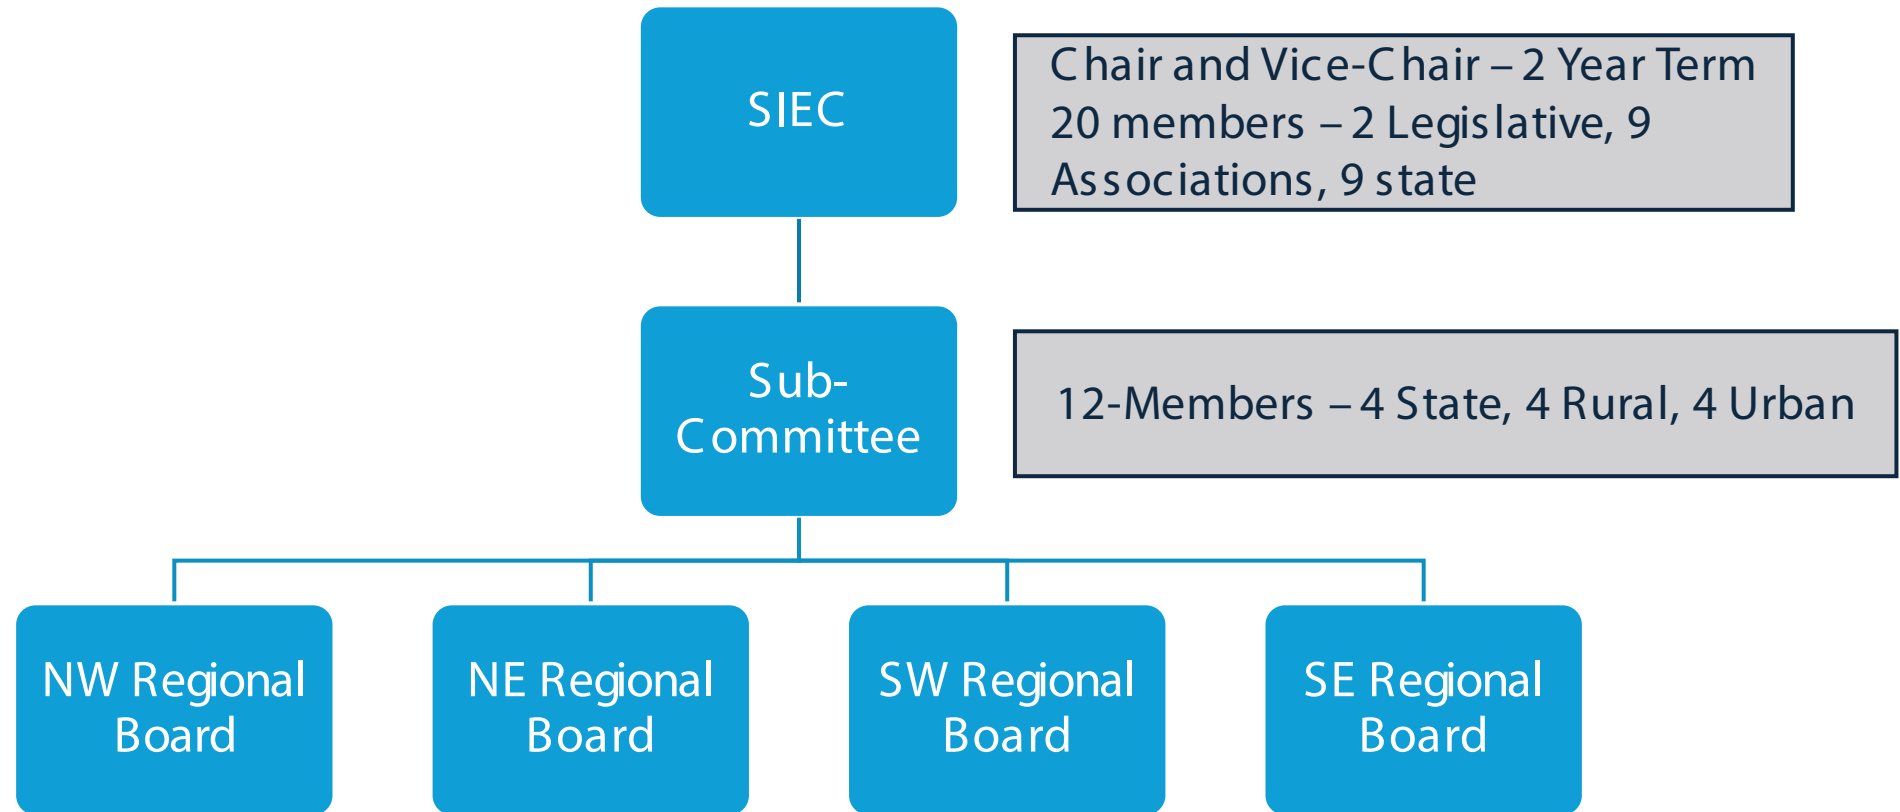 SIEC
Chair and Vice-Chair – 2 Year Term
20 members – 2 Legislative, 9
Associations, 9 state
Sub-
Committee
12-Members – 4 State, 4 Rural, 4 Urban
NW Regional
Board
NE Regional
Board
SW Regional
Board
SE Regional
Board